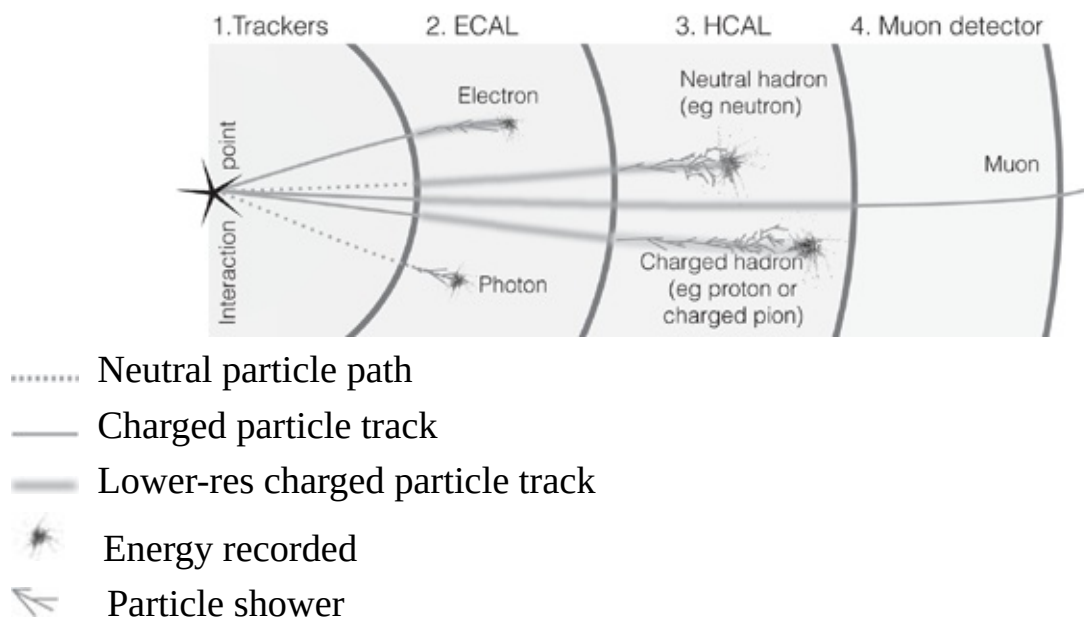 1.Trackers 2. ECAL 3. HCAL 4. Muon detector
Neutral hadron
(eg neutron)
Electron
Interaction point
Muon
Photon
Charged hadron
(eg proton or
charged pion)
Neutral particle path
Charged particle track
Lower-res charged particle track
Energy recorded
Particle shower